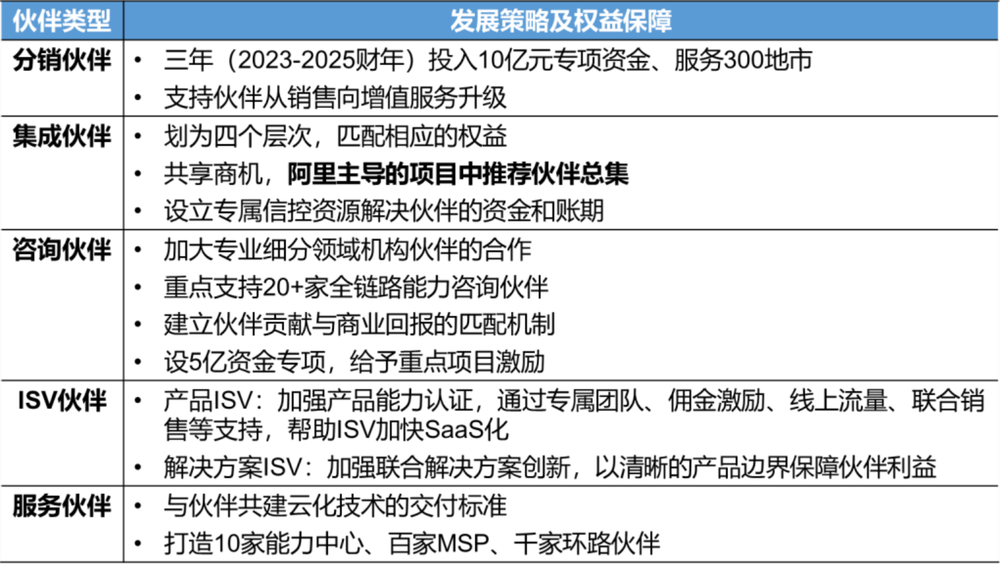 伙伴类型 发展策略及权益保障
分销伙伴 • 三年（2023-2025财年）投入10亿元专项资金、服务300地市
• 支持伙伴从销售向增值服务升级
集成伙伴 • 划为四个层次，匹配相应的权益
• 共享商机，阿里主导的项目中推荐伙伴总集
• 设立专属信控资源解决伙伴的资金和账期
咨询伙伴 • 加大专业细分领域机构伙伴的合作
• 重点支持20+家全链路能力咨询伙伴
• 建立伙伴贡献与商业回报的匹配机制
• 设5亿资金专项，给予重点项目激励
ISV伙伴 • 产品ISV：加强产品能力认证，通过专属团队、佣金激励、线上流量、联合销
售等支持，帮助ISV加快SaaS化
• 解决方案ISV：加强联合解决方案创新，以清晰的产品边界保障伙伴利益
服务伙伴 • 与伙伴共建云化技术的交付标准
• 打造10家能力中心、百家MSP、千家环路伙伴